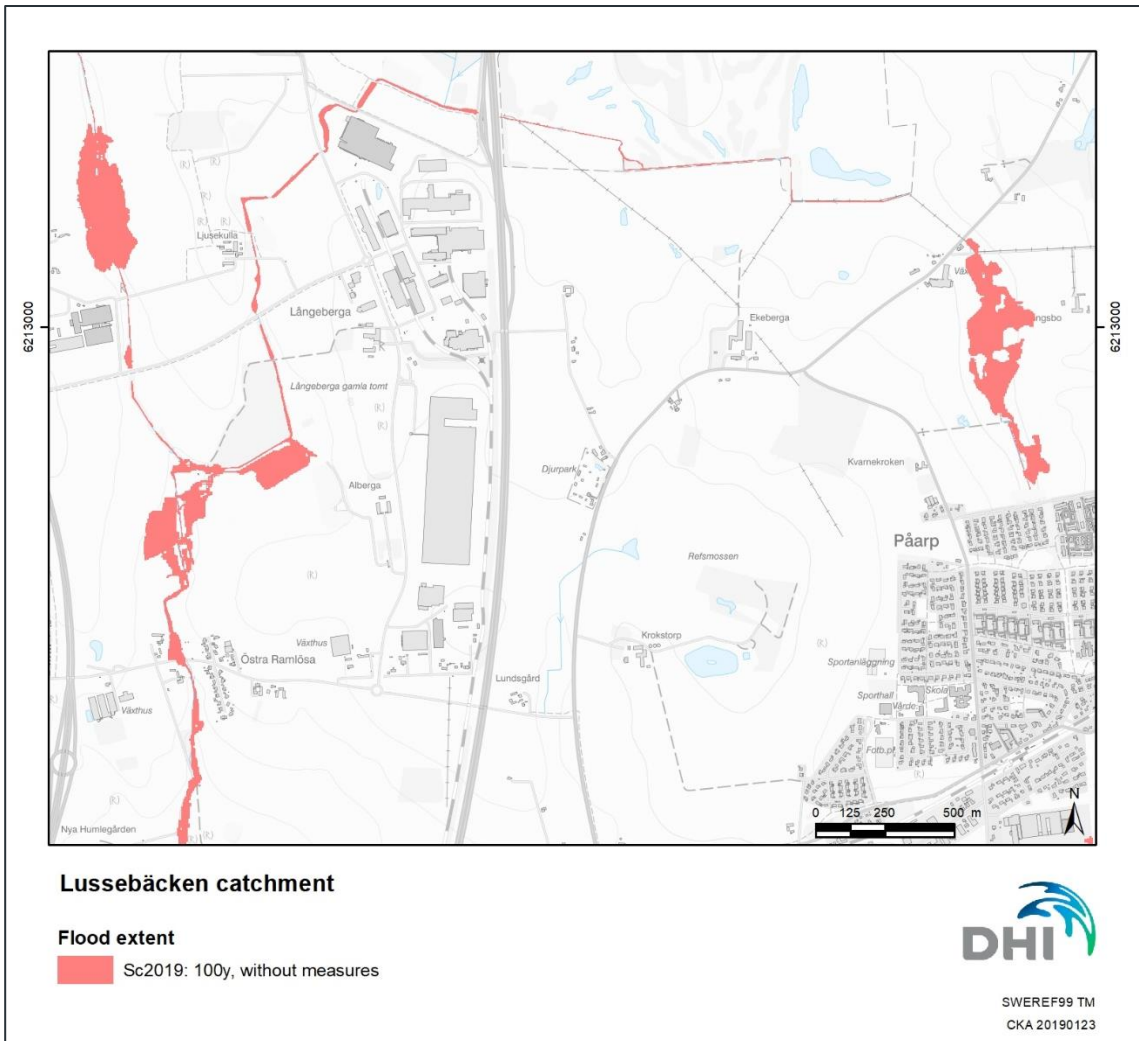 Ljusekulla
Långeberga
Långeberga gamla tomt
Ekeberga
Djurpark
Kvarnekroken
Alberga
Påarp
Refsmossen
Krokstorp
Växthus
Östra Ramlösa
Lundsgård
Sportanläggning
Sporthall
Skola
Vårdc.
Växthus
Fotb.pl
Nya Humlegården
6213000
6213000
(R)
(R)
(R)
(R)
(R)
(R)
(R)
(R)
N
0 125 250 500 m
Lussebäcken catchment
Flood extent
Sc2019: 100y, without measures
DHI
SWEREF99 TM
CKA 20190123